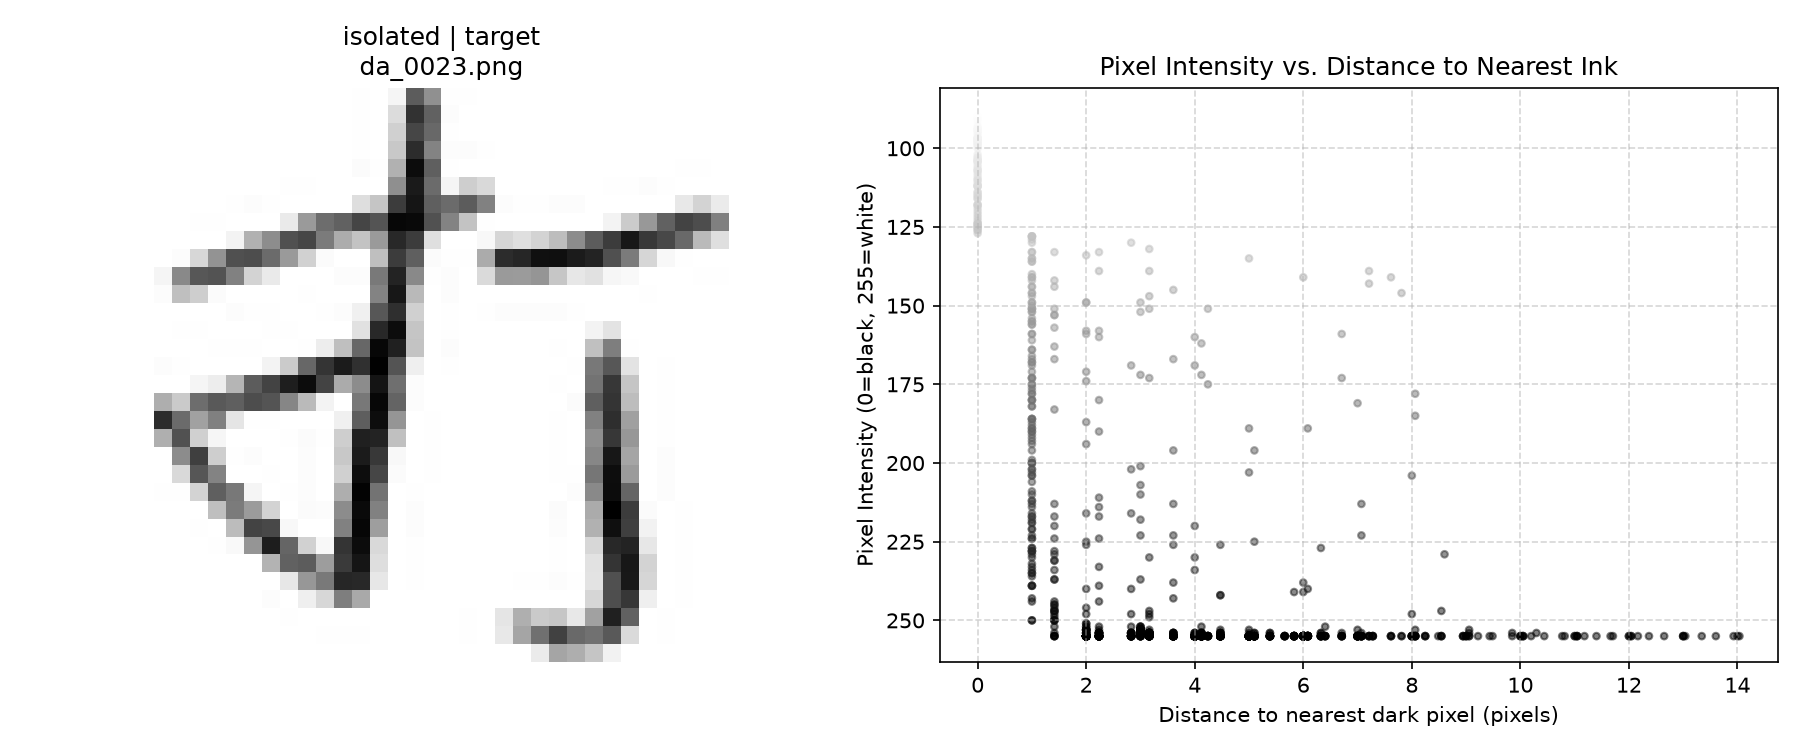 isolated | target
da_0023.png
打
Pixel Intensity vs. Distance to Nearest Ink
Pixel Intensity (0=black, 255=white)
100
125
150
175
200
225
250
0 2 4 6 8 10 12 14
Distance to nearest dark pixel (pixels)